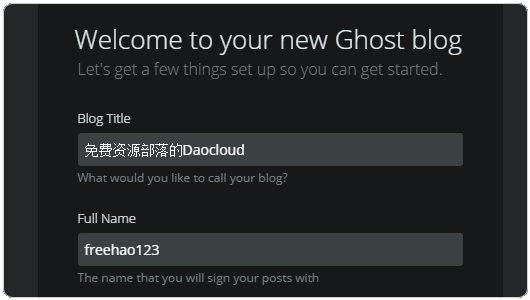 Welcome to your new Ghost blog
Let's get a few things set up so you can get started.
Blog Title
免费资源部落的Daocloud
What would you like to call your blog?
Full Name
freehao123
The name that you will sign your posts with